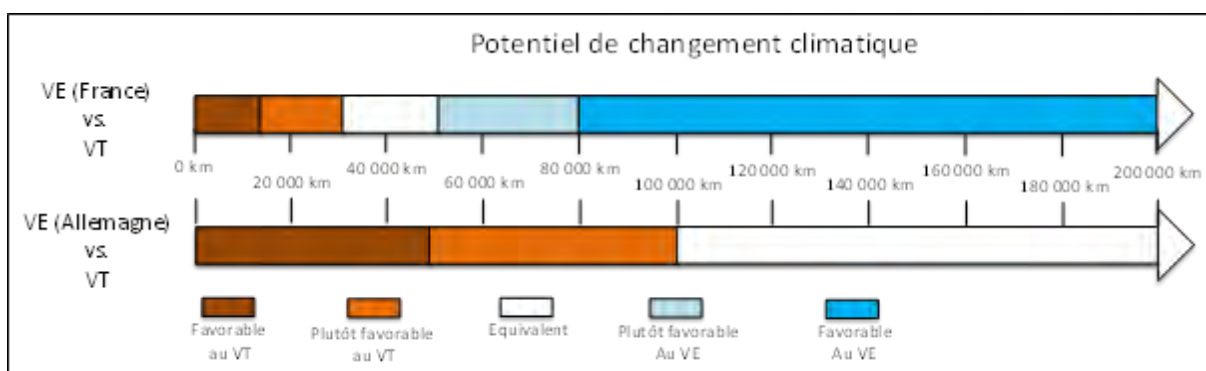 Potentiel de changement climatique
VE (France)
vs.
VT
0 km
20 000 km
40 000 km
60 000 km
80 000 km
100 000 km
120 000 km
140 000 km
160 000 km
180 000 km
200 000 km
VE (Allemagne)
vs.
VT
Favorable
au VT
Plutôt favorable
au VT
Equivalent
Plutôt favorable
Au VE
Favorable
Au VE